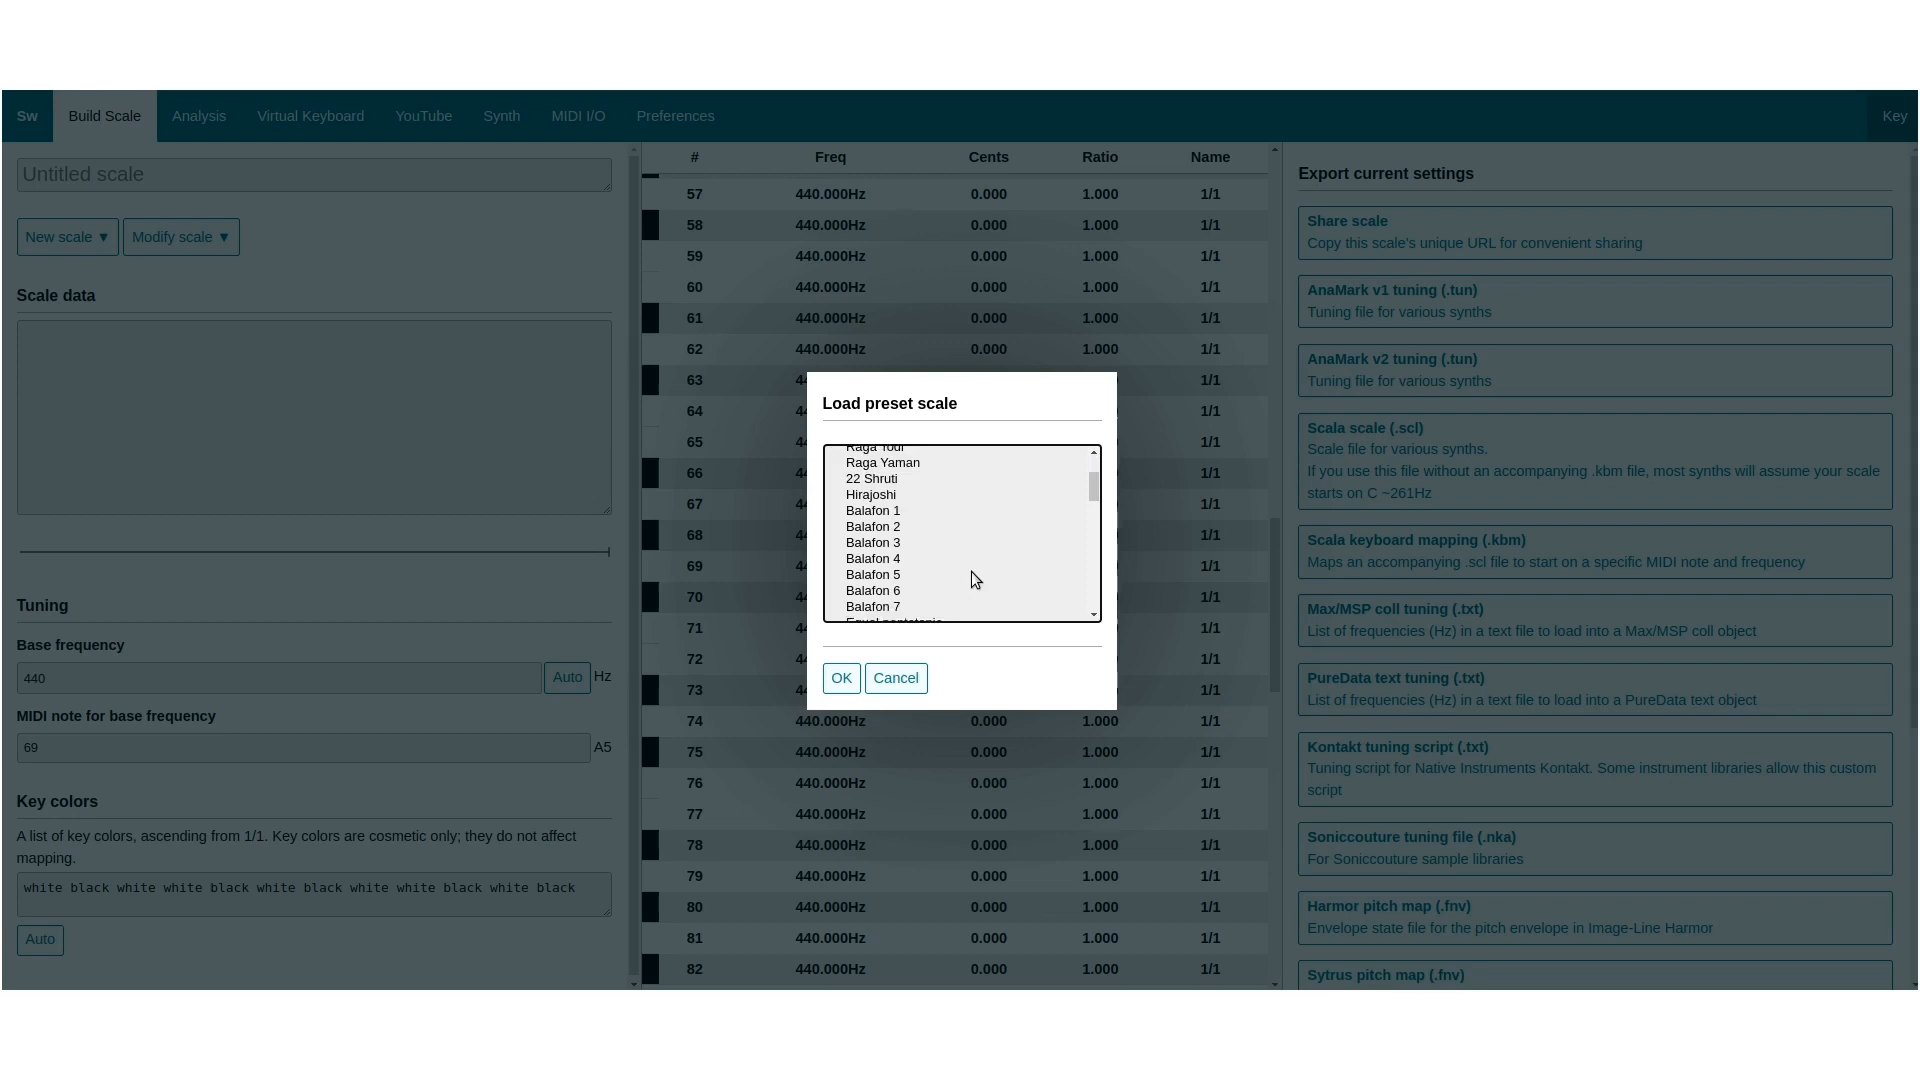 Sw Build Scale Analysis Virtual Keyboard YouTube Synth MIDI I/O Preferences Key
Untitled scale
New scale ▼ Modify scale ▼
Scale data
Tuning
Base frequency
440 Auto Hz
MIDI note for base frequency
69 A5
Key colors
A list of key colors, ascending from 1/1. Key colors are cosmetic only; they do not affect
mapping.
white black white white black white black white white black white black
Auto
# Freq Cents Ratio Name
57 440.000Hz 0.000 1.000 1/1
58 440.000Hz 0.000 1.000 1/1
59 440.000Hz 0.000 1.000 1/1
60 440.000Hz 0.000 1.000 1/1
61 440.000Hz 0.000 1.000 1/1
62 440.000Hz 0.000 1.000 1/1
63 44 1/1
64 44 1/1
65 44 1/1
66 44 1/1
67 44 1/1
68 44 1/1
69 44 1/1
70 44 1/1
71 44 1/1
72 44 1/1
73 44 1/1
74 440.000Hz 0.000 1.000 1/1
75 440.000Hz 0.000 1.000 1/1
76 440.000Hz 0.000 1.000 1/1
77 440.000Hz 0.000 1.000 1/1
78 440.000Hz 0.000 1.000 1/1
79 440.000Hz 0.000 1.000 1/1
80 440.000Hz 0.000 1.000 1/1
81 440.000Hz 0.000 1.000 1/1
82 440.000Hz 0.000 1.000 1/1
Load preset scale
Raga Todi
Raga Yaman
22 Shruti
Hirajoshi
Balafon 1
Balafon 2
Balafon 3
Balafon 4
Balafon 5
Balafon 6
Balafon 7
Equal pentatonic
OK Cancel
Export current settings
Share scale
Copy this scale's unique URL for convenient sharing
AnaMark v1 tuning (.tun)
Tuning file for various synths
AnaMark v2 tuning (.tun)
Tuning file for various synths
Scala scale (.scl)
Scale file for various synths.
If you use this file without an accompanying .kbm file, most synths will assume your scale
starts on C ~261Hz
Scala keyboard mapping (.kbm)
Maps an accompanying .scl file to start on a specific MIDI note and frequency
Max/MSP coll tuning (.txt)
List of frequencies (Hz) in a text file to load into a Max/MSP coll object
PureData text tuning (.txt)
List of frequencies (Hz) in a text file to load into a PureData text object
Kontakt tuning script (.txt)
Tuning script for Native Instruments Kontakt. Some instrument libraries allow this custom
script
Soniccouture tuning file (.nka)
For Soniccouture sample libraries
Harmor pitch map (.fnv)
Envelope state file for the pitch envelope in Image-Line Harmor
Sytrus pitch map (.fnv)